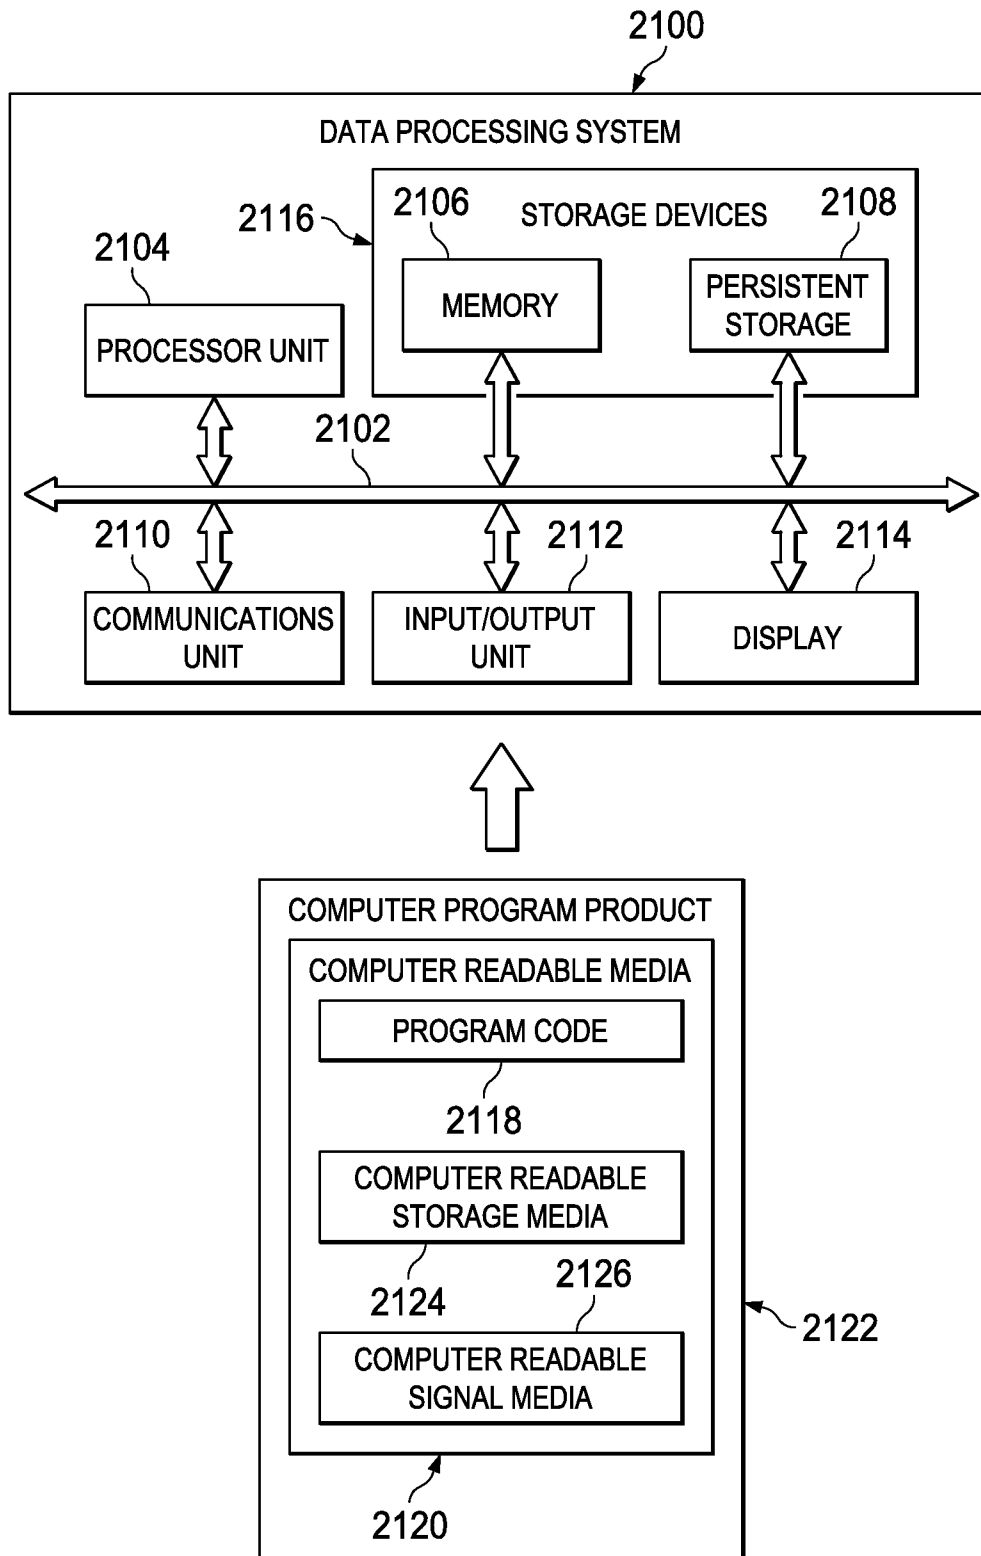 2100
DATA PROCESSING SYSTEM
2106
2108
STORAGE DEVICES
2116
2104
MEMORY
PERSISTENT
STORAGE
PROCESSOR UNIT
2102
2110
2112
2114
COMMUNICATIONS
UNIT
INPUT/OUTPUT
UNIT
DISPLAY
COMPUTER PROGRAM PRODUCT
COMPUTER READABLE MEDIA
PROGRAM CODE
2118
COMPUTER READABLE
STORAGE MEDIA
2124
2126
2122
COMPUTER READABLE
SIGNAL MEDIA
2120